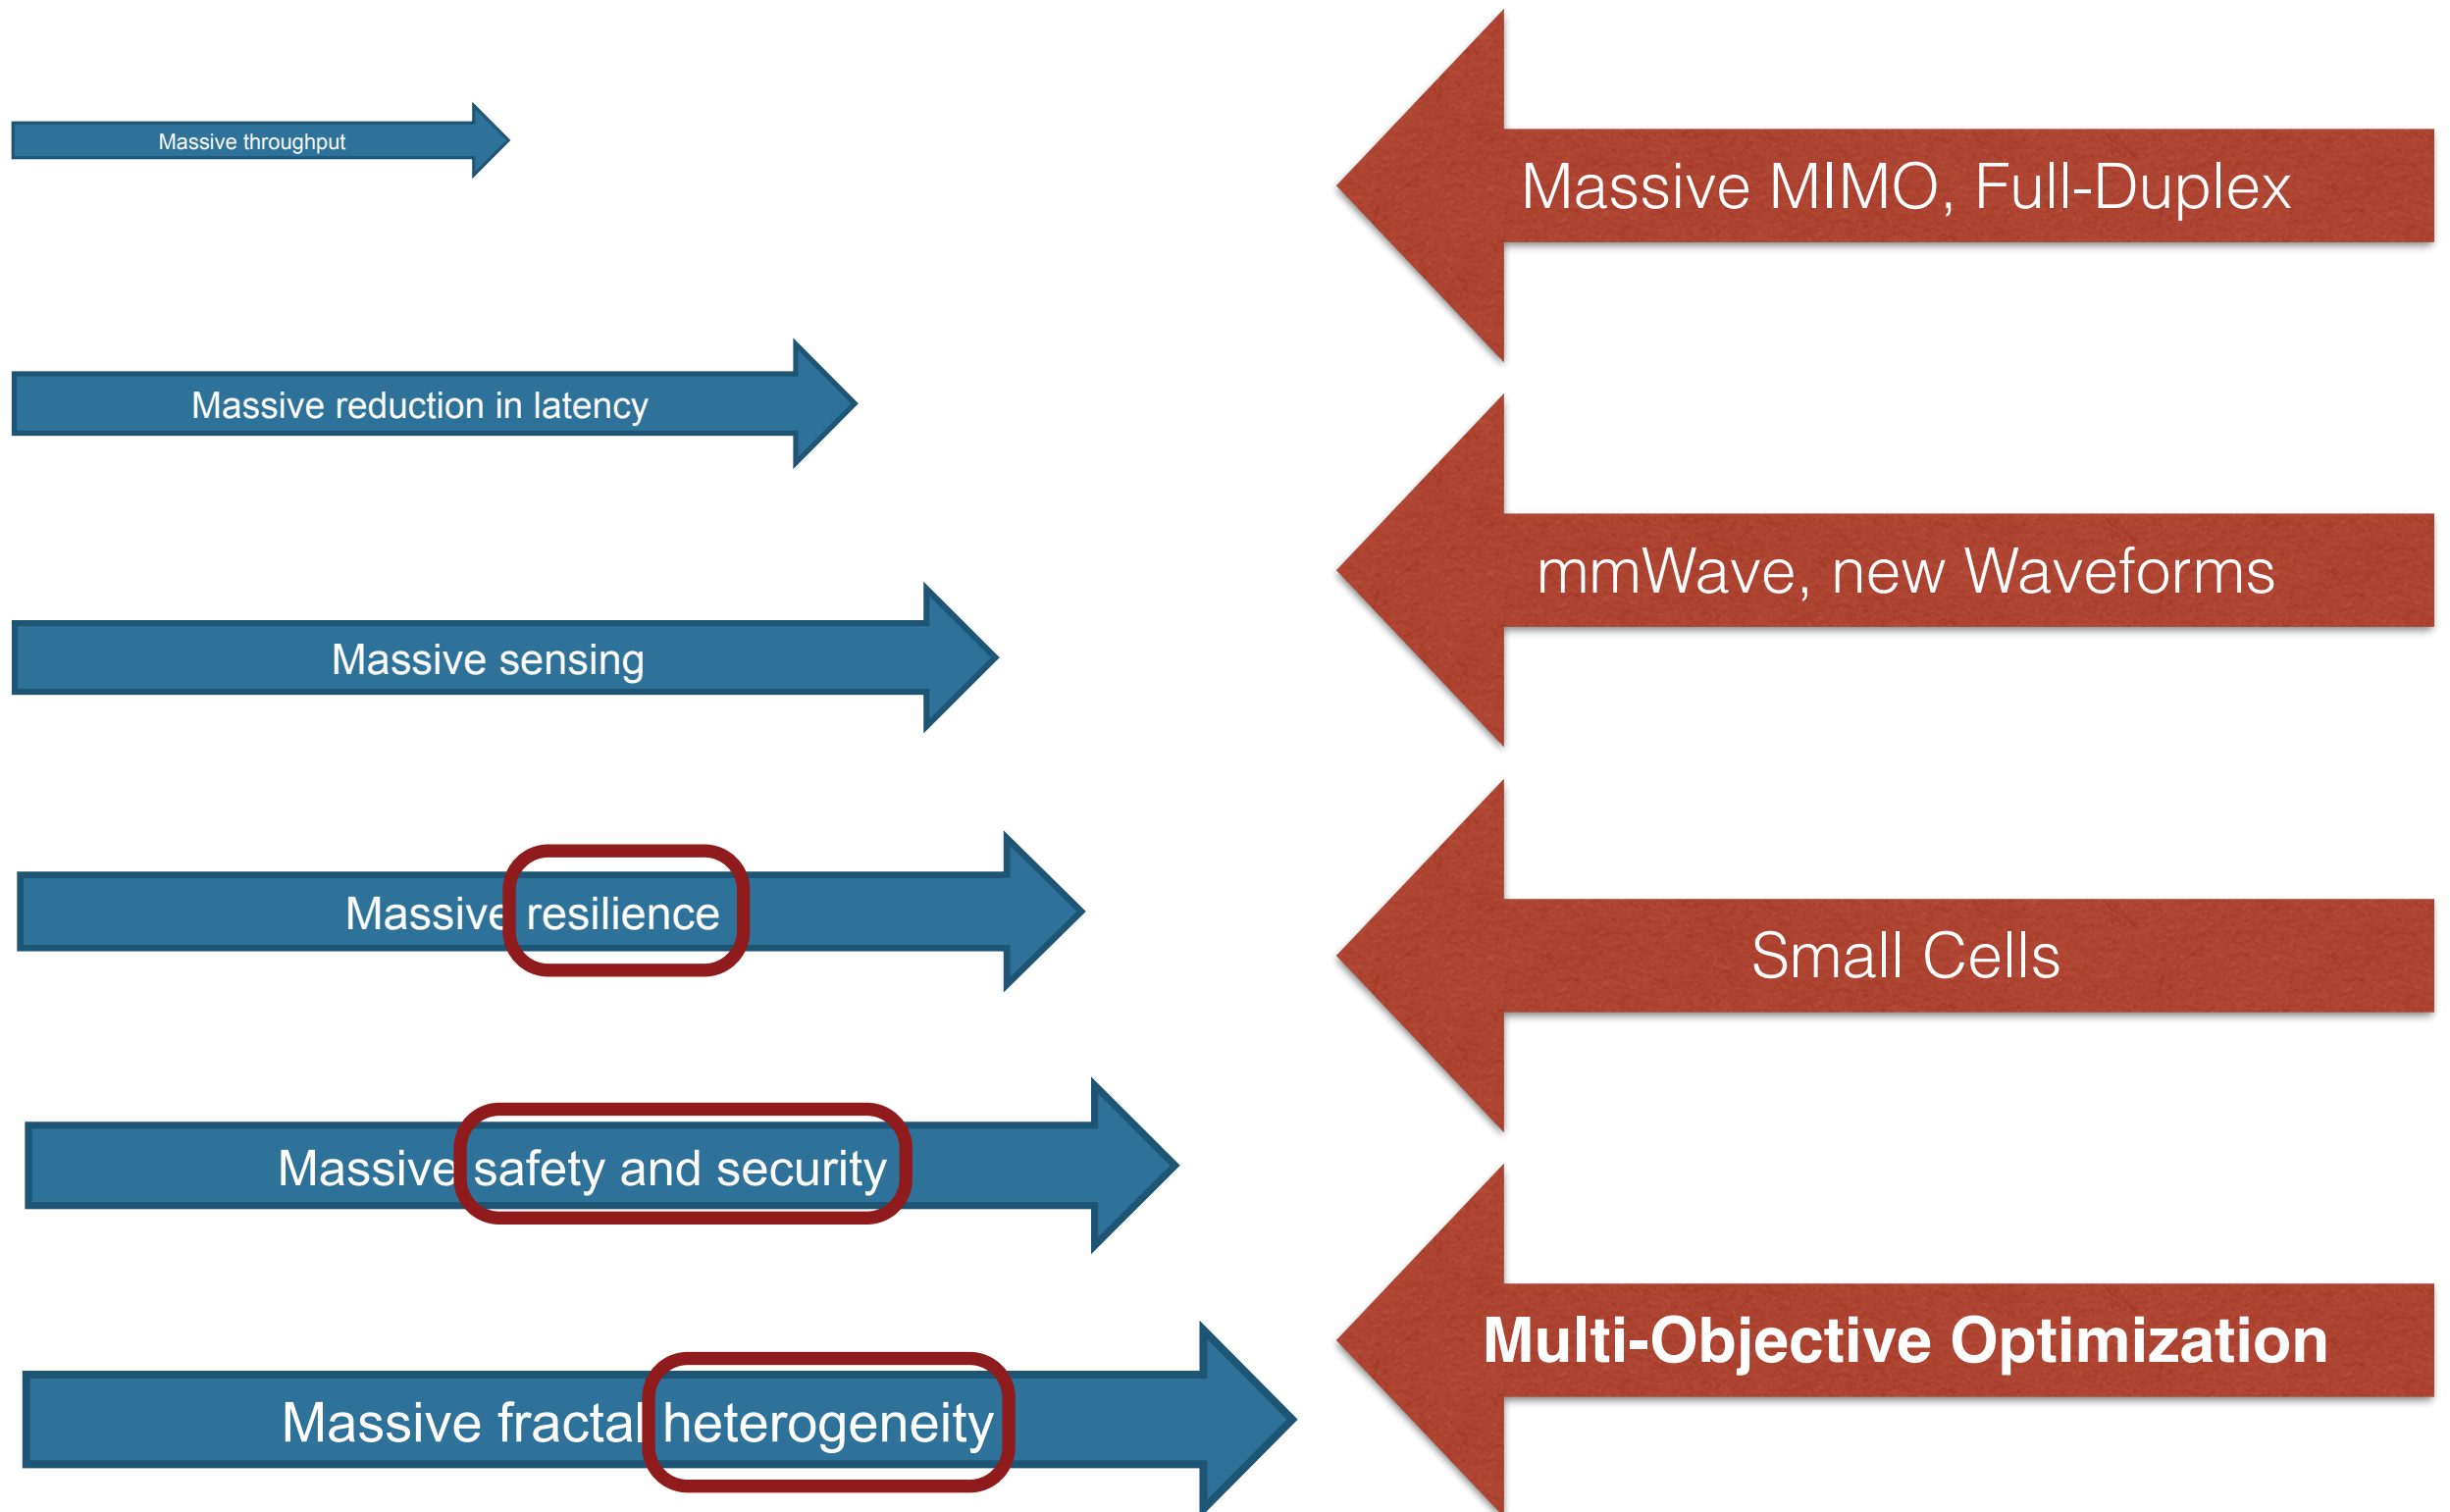 Massive throughput
Massive reduction in latency
Massive sensing
Massive resilience
Massive safety and security
Massive fractal heterogeneity
Massive MIMO, Full-Duplex
mmWave, new Waveforms
Small Cells
Multi-Objective Optimization